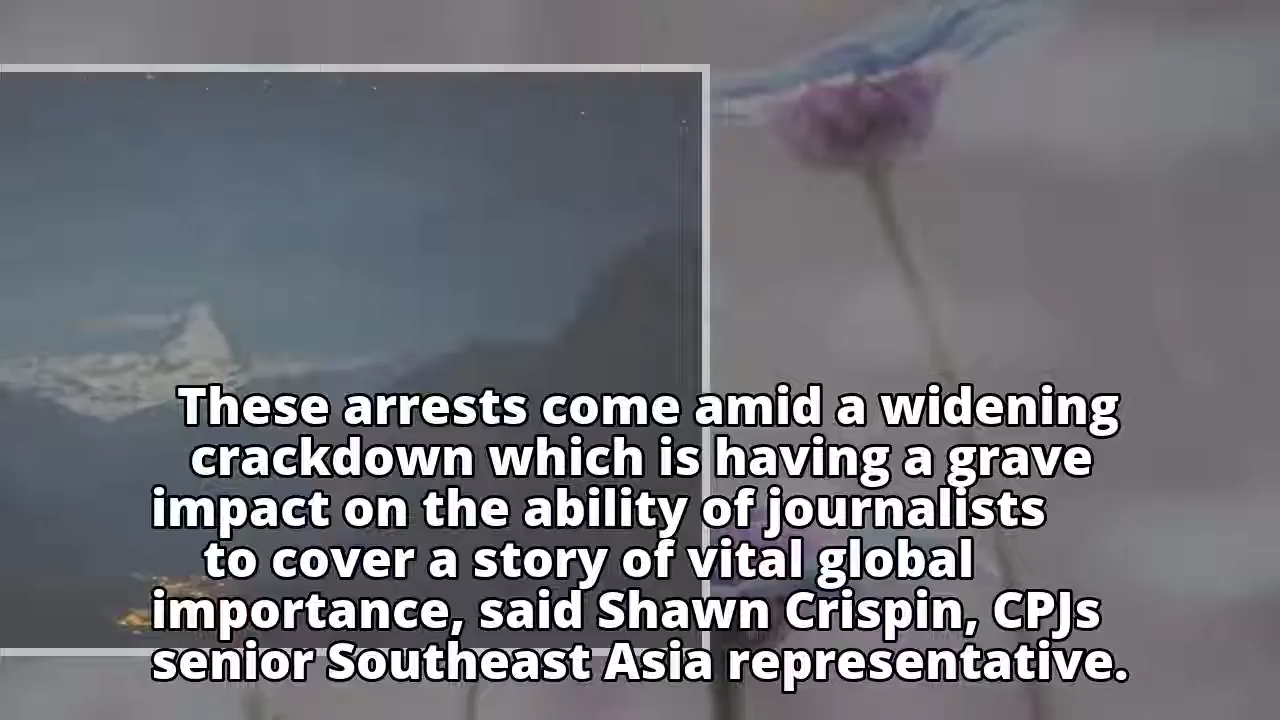 These arrests come amid a widening
crackdown which is having a grave
impact on the ability of journalists
to cover a story of vital global
importance, said Shawn Crispin, CPJs
senior Southeast Asia representative.